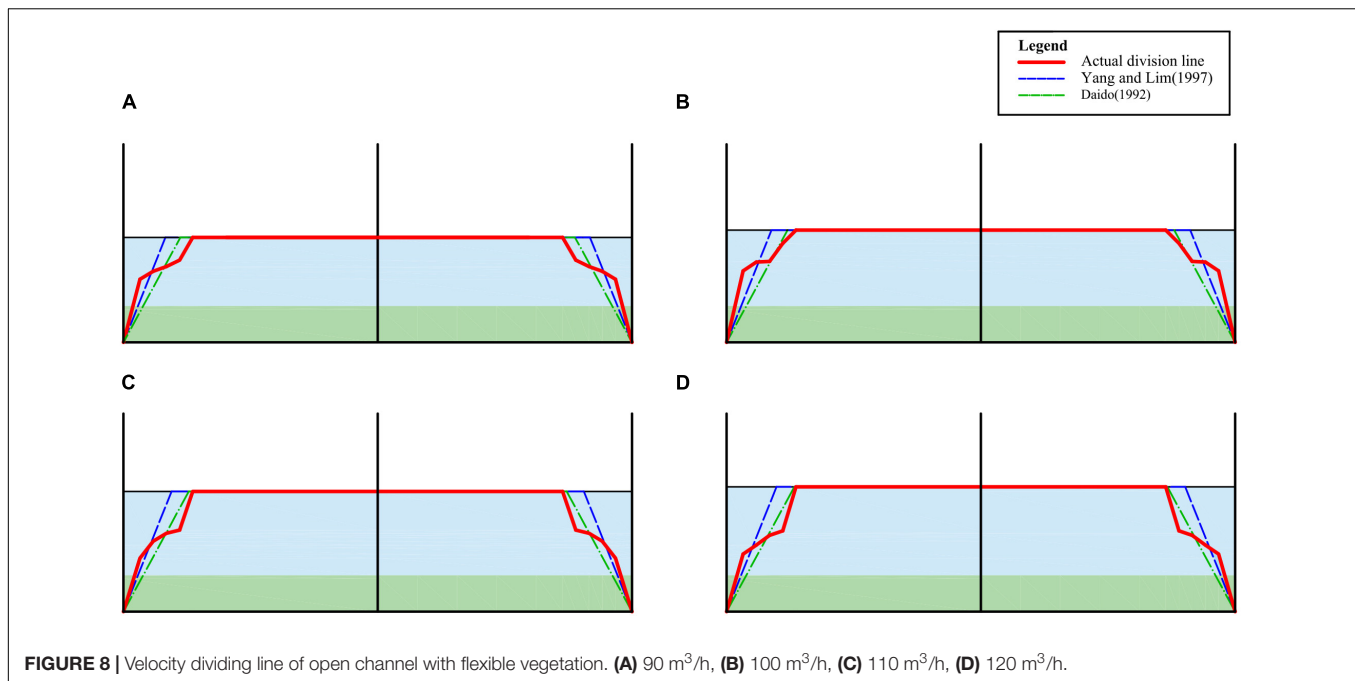 Legend
Actual division line
Yang and Lim(1997)
Daido(1992)
A
B
C
D
FIGURE 8 | Velocity dividing line of open channel with flexible vegetation. (A) 90 m³/h, (B) 100 m³/h, (C) 110 m³/h, (D) 120 m³/h.